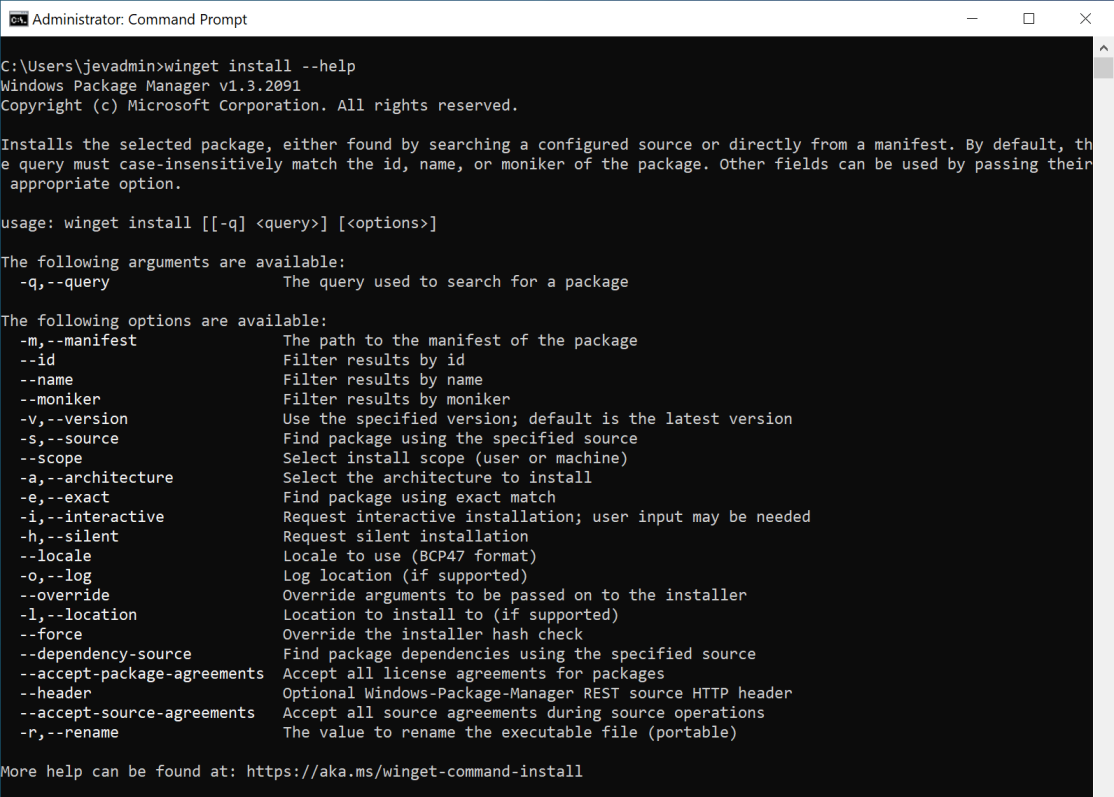 Administrator: Command Prompt
C:\Users\jevadmin>winget install --help
Windows Package Manager v1.3.2091
Copyright (c) Microsoft Corporation. All rights reserved.
Installs the selected package, either found by searching a configured source or directly from a manifest. By default, th
e query must case-insensitively match the id, name, or moniker of the package. Other fields can be used by passing their
 appropriate option.
usage: winget install [[-q] <query>] [<options>]
The following arguments are available:
  -q,--query                   The query used to search for a package
The following options are available:
  -m,--manifest                The path to the manifest of the package
  --id                         Filter results by id
  --name                       Filter results by name
  --moniker                    Filter results by moniker
  -v,--version                 Use the specified version; default is the latest version
  -s,--source                  Find package using the specified source
  --scope                      Select install scope (user or machine)
  -a,--architecture            Select the architecture to install
  -e,--exact                   Find package using exact match
  -i,--interactive             Request interactive installation; user input may be needed
  -h,--silent                  Request silent installation
  --locale                     Locale to use (BCP47 format)
  -o,--log                     Log location (if supported)
  --override                   Override arguments to be passed on to the installer
  -l,--location                Location to install to (if supported)
  --force                      Override the installer hash check
  --dependency-source          Find package dependencies using the specified source
  --accept-package-agreements  Accept all license agreements for packages
  --header                     Optional Windows-Package-Manager REST source HTTP header
  --accept-source-agreements   Accept all source agreements during source operations
  -r,--rename                  The value to rename the executable file (portable)
More help can be found at: https://aka.ms/winget-command-install